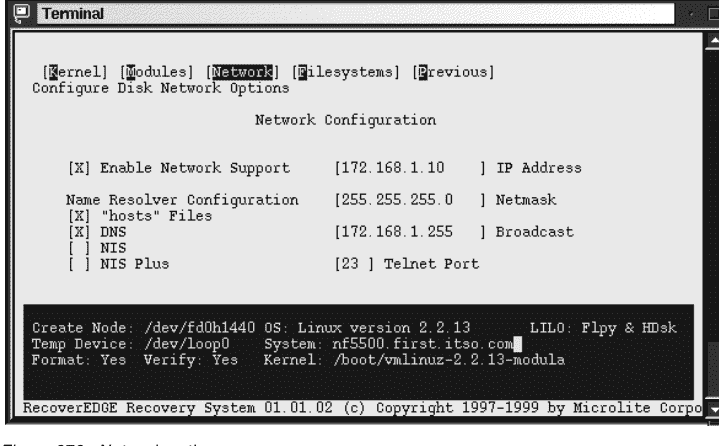 Terminal
[Kernel] [Modules] [Network] [Filesystems] [Previous]
Configure Disk Network Options
Network Configuration
[X] Enable Network Support [172.168.1.10 ] IP Address
Name Resolver Configuration [255.255.255.0 ] Netmask
[X] "hosts" Files
[X] DNS [172.168.1.255 ] Broadcast
[ ] NIS
[ ] NIS Plus [23 ] Telnet Port
Create Node: /dev/fd0h1440 OS: Linux version 2.2.13 LILO: Flpy & HDsk
Temp Device: /dev/loop0 System: nf5500.first.itso.com
Format: Yes Verify: Yes Kernel: /boot/vmlinuz-2.2.13-modula
RecoverEDGE Recovery System 01.01.02 (c) Copyright 1997-1999 by Microlite Corpo